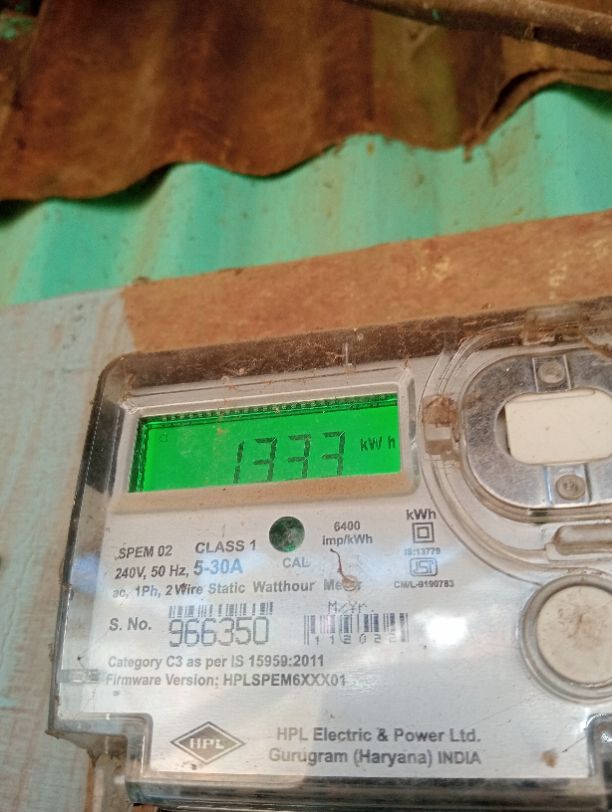 1333 kWh
SPEM 02 CLASS 1 CAL 6400 imp/kWh kWh
IS:13779
240V, 50 Hz, 5-30A
ac, 1Ph, 2Wire Static Watthour Meter
CM/L-9190783
S. No. 966350 M/Yr.
Category C3 as per IS 15959:2011
Firmware Version: HPLSPEM6XXX01
HPL
HPL Electric & Power Ltd.
Gurugram (Haryana) INDIA